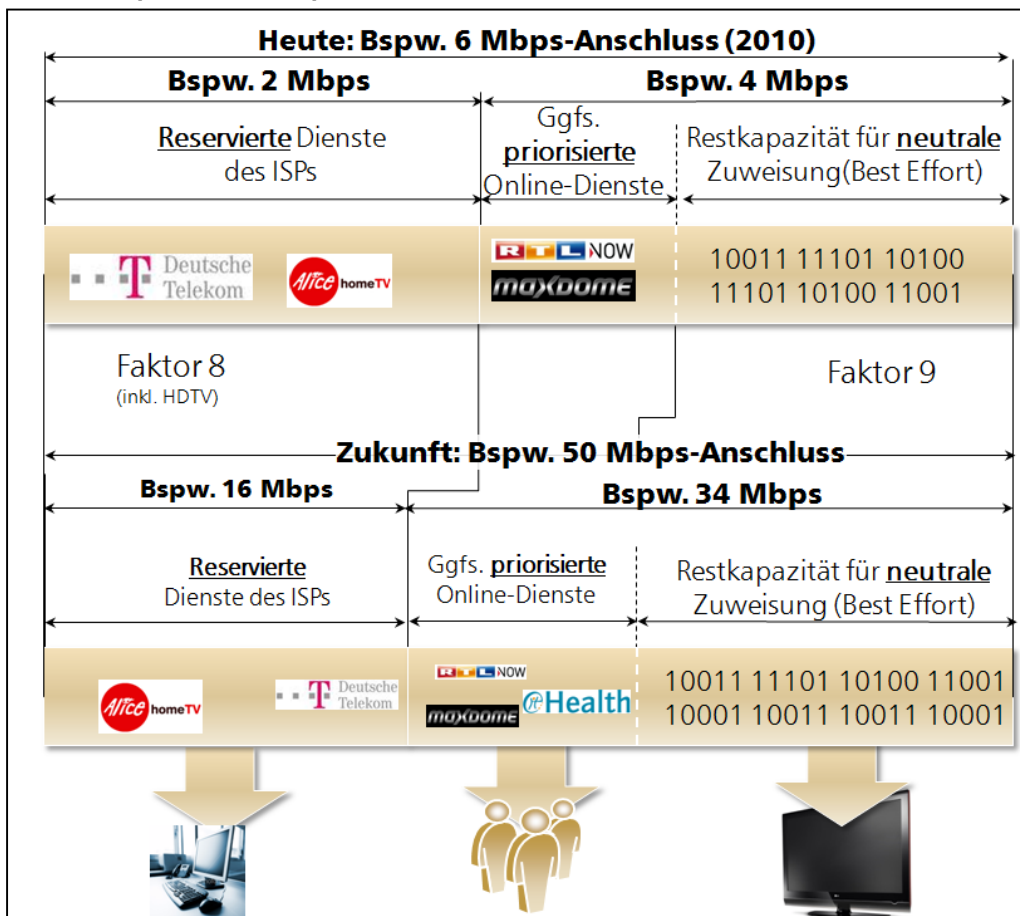 Heute: Bspw. 6 Mbps-Anschluss (2010)
Bspw. 2 Mbps
Bspw. 4 Mbps
Reservierte Dienste
des ISPs
Ggfs.
priorisierte
Online-Dienste
Restkapazität für neutrale
Zuweisung(Best Effort)
T Deutsche
Telekom
Alice homeTV
RTL NOW
maxdome
10011 11101 10100
11101 10100 11001
Faktor 8
(inkl. HDTV)
Faktor 9
Zukunft: Bspw. 50 Mbps-Anschluss
Bspw. 16 Mbps
Bspw. 34 Mbps
Reservierte
Dienste des ISPs
Ggfs. priorisierte
Online-Dienste
Restkapazität für neutrale
Zuweisung (Best Effort)
Alice homeTV
T Deutsche
Telekom
RTL NOW
maxdome
Health
10011 11101 10100 11001
10001 10011 10011 10001